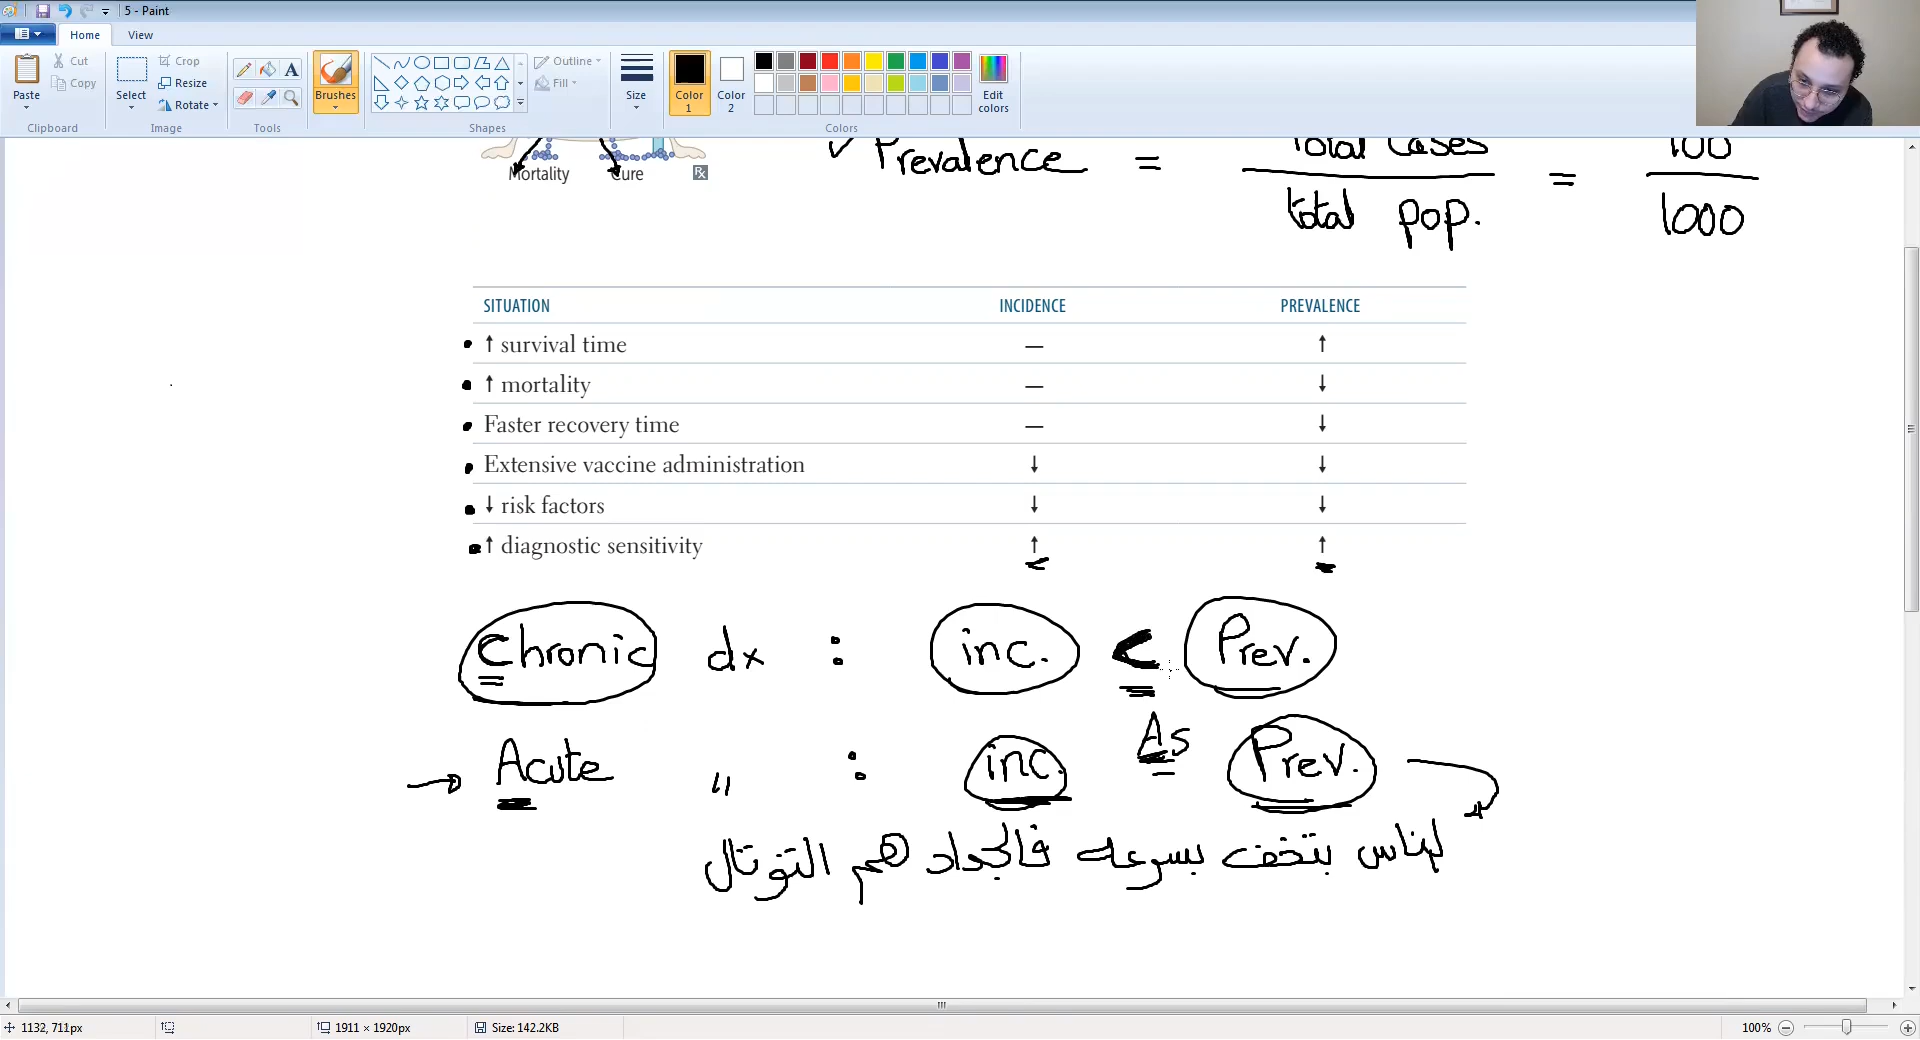 5 - Paint
Home View
Paste Cut Copy Clipboard
Select Crop Resize Rotate Image
A Tools
Brushes
Shapes Outline Fill
Size
Color 1 Color 2 Edit colors Colors
Mortality Cure Rx
✓ Prevalence = Total Cases / total pop. = 100 / 1000
SITUATION INCIDENCE PREVALENCE
↑ survival time — ↑
↑ mortality — ↓
Faster recovery time — ↓
Extensive vaccine administration ↓ ↓
↓ risk factors ↓ ↓
↑ diagnostic sensitivity ↑ ↑
Chronic dx : inc. < Prev.
→ Acute " : inc. As Prev.
الناس بتخف بسرعه فالجداد هم التوتال
1132, 711px 1911 × 1920px Size: 142.2KB 100%